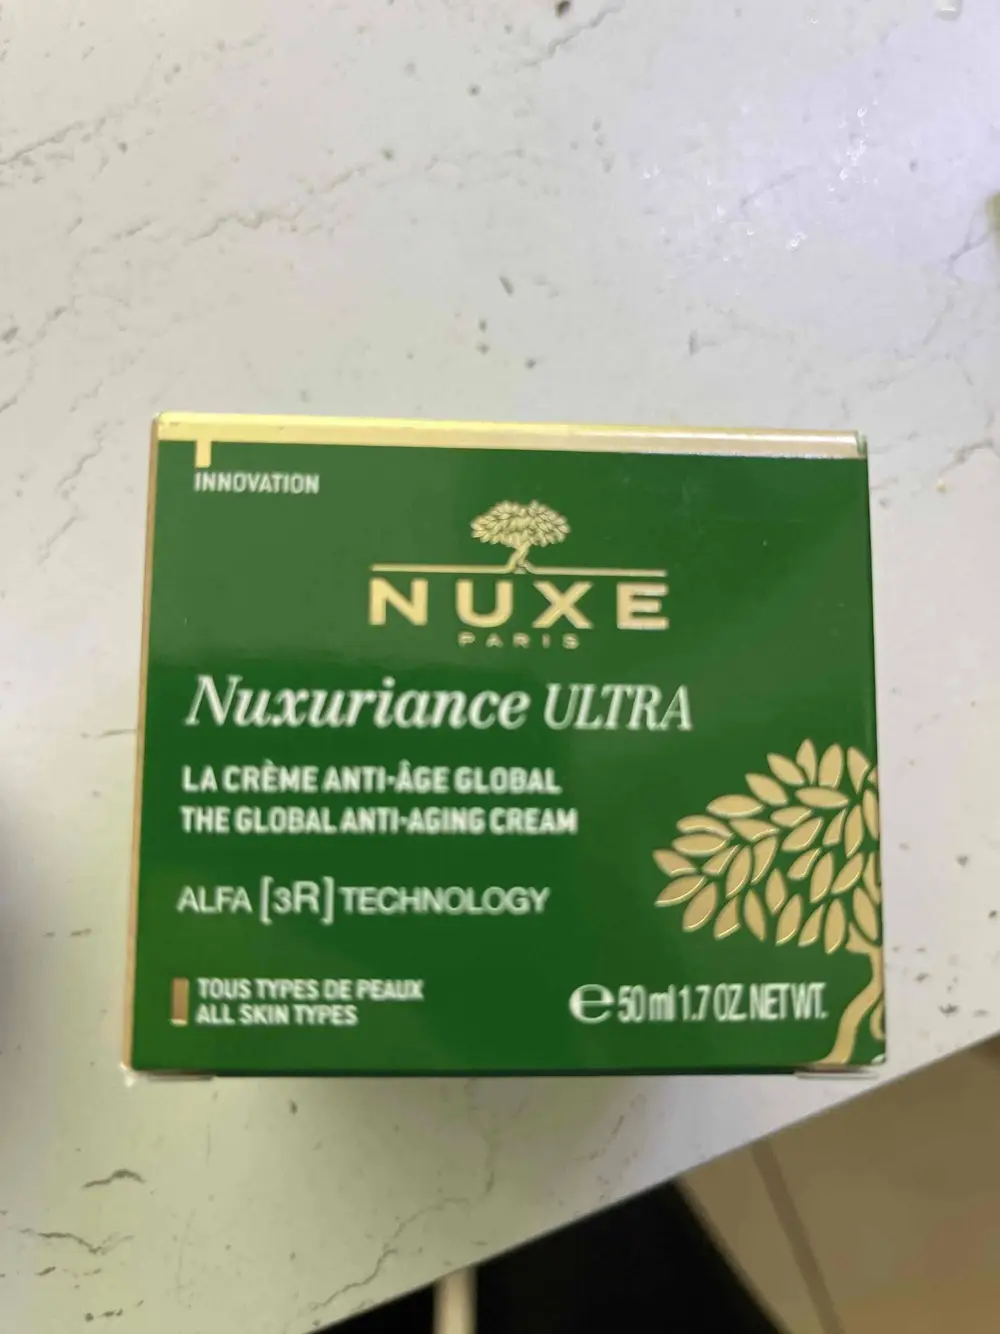 INNOVATION
NUXE
PARIS
Nuxuriance ULTRA
LA CRÈME ANTI-ÂGE GLOBAL
THE GLOBAL ANTI-AGING CREAM
ALFA [3R] TECHNOLOGY
TOUS TYPES DE PEAUX
ALL SKIN TYPES
℮ 50 ml 1.7 OZ. NET WT.